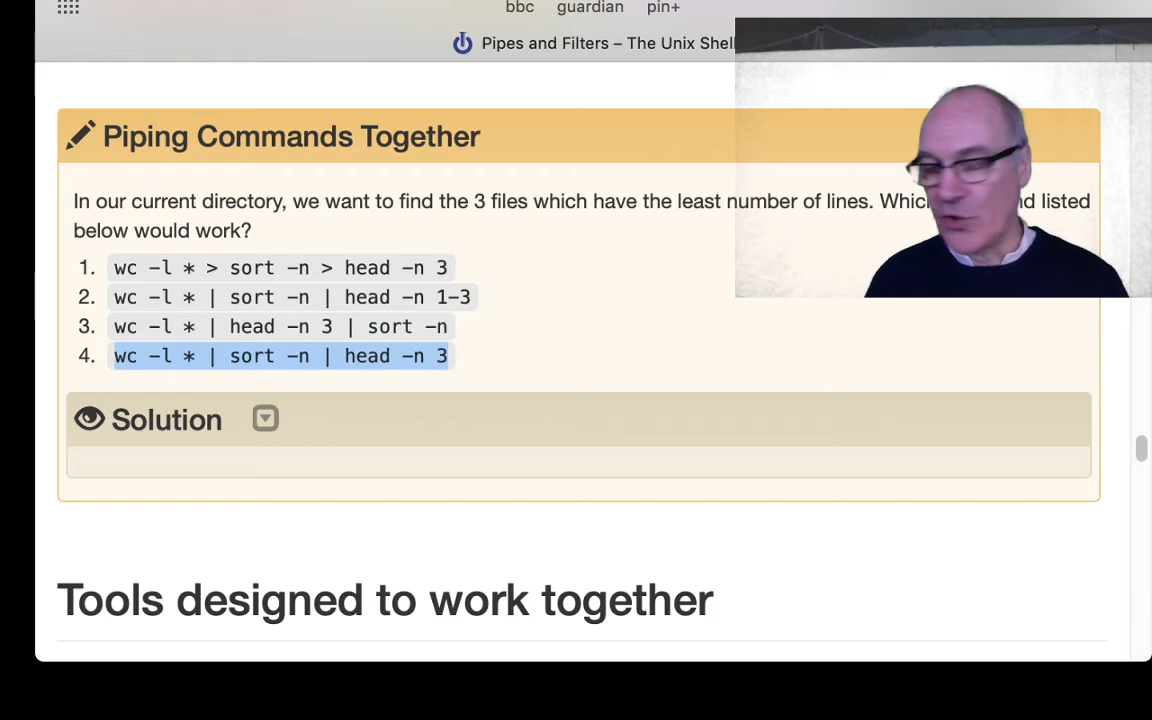 bbc guardian pin+
Pipes and Filters – The Unix Shell
Piping Commands Together
In our current directory, we want to find the 3 files which have the least number of lines. listed
below would work?
1. wc -l * > sort -n > head -n 3
2. wc -l * | sort -n | head -n 1-3
3. wc -l * | head -n 3 | sort -n
4. wc -l * | sort -n | head -n 3
Solution
Tools designed to work together